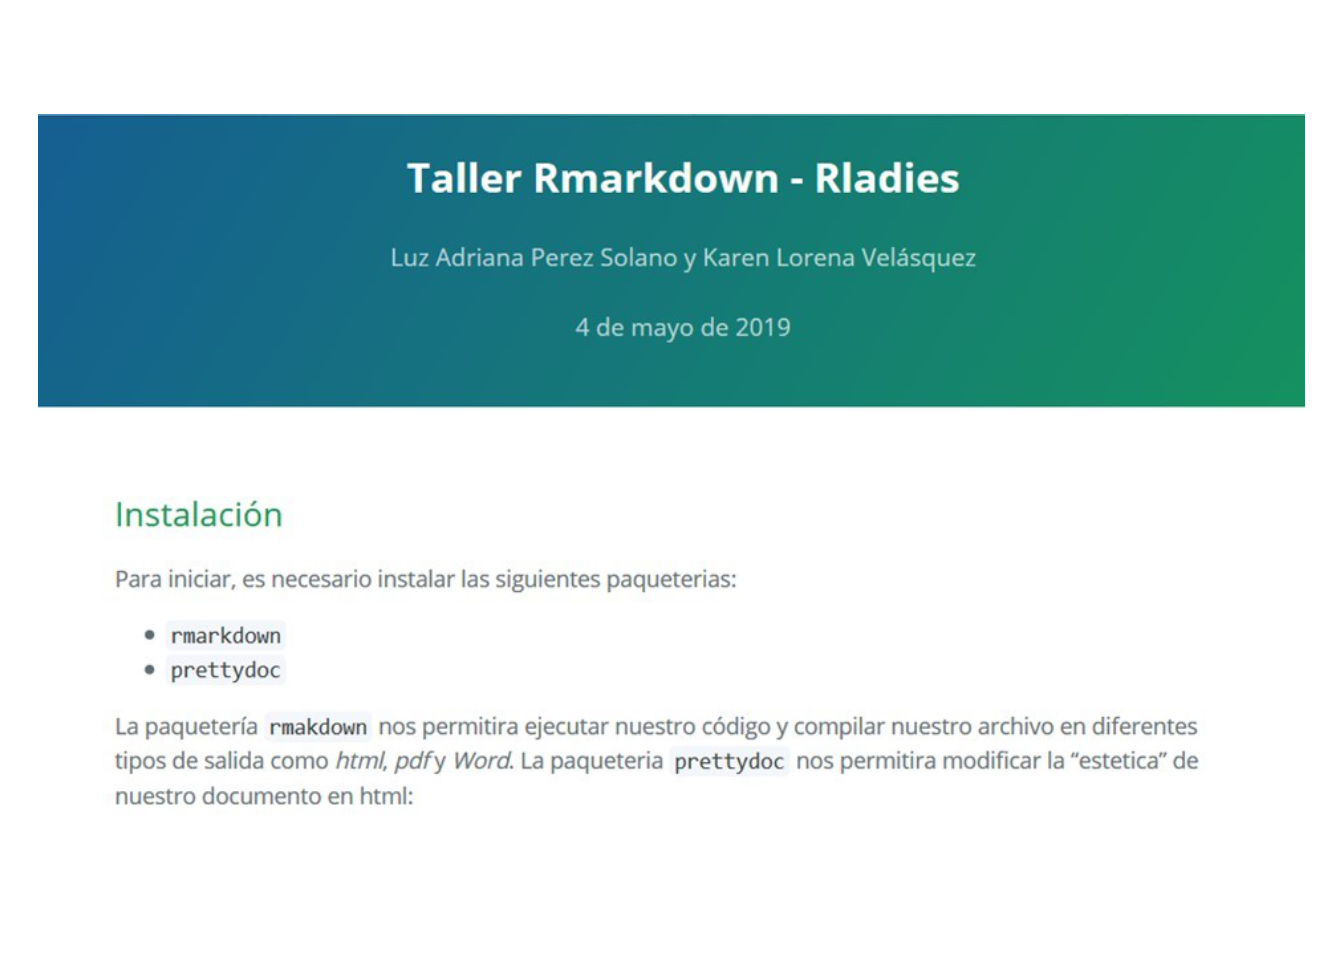 Taller Rmarkdown - Rladies
Luz Adriana Perez Solano y Karen Lorena Velásquez
4 de mayo de 2019
Instalación
Para iniciar, es necesario instalar las siguientes paqueterias:
• rmarkdown
• prettydoc
La paquetería rmakdown nos permitira ejecutar nuestro código y compilar nuestro archivo en diferentes
tipos de salida como html, pdf y Word. La paqueteria prettydoc nos permitira modificar la “estetica” de
nuestro documento en html: